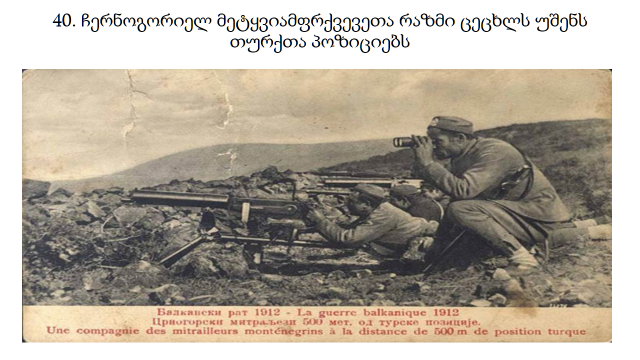 40. ჩერნოგორიელ მეტყვიამფრქვევეთა რაზმი ცეცხლს უშენს
თურქთა პოზიციებს
Балкански рат 1912 - La guerre balkanique 1912
Црногорски митраљези 500 мет. од турске позиције.
Une compagnie des mitrailleurs monténégrins à la distance de 500 m de position turque